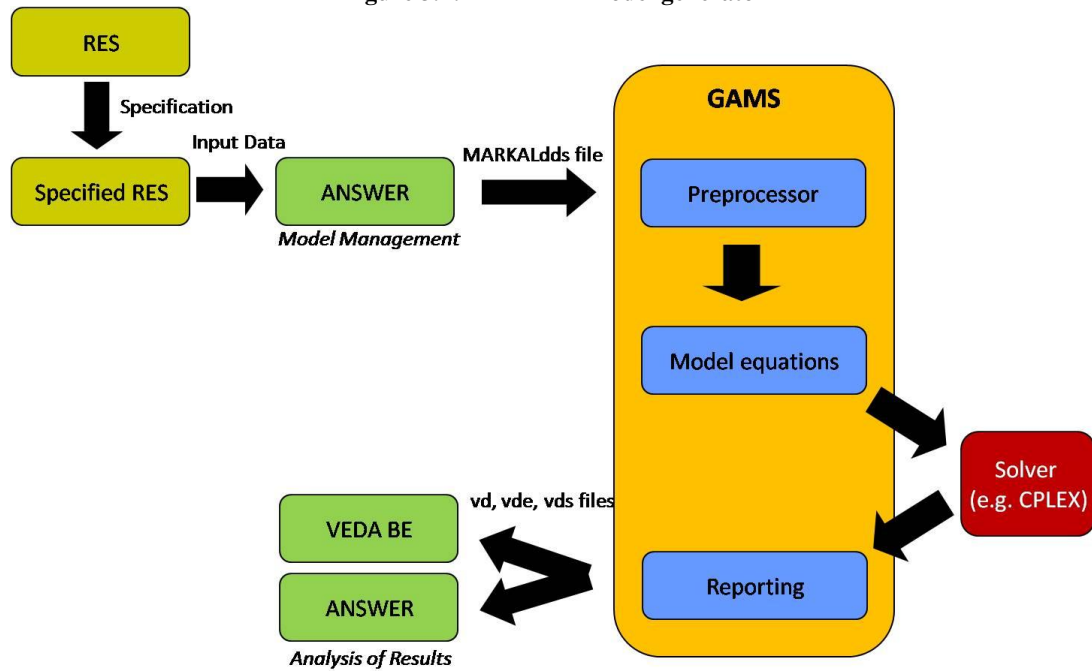 RES
Specification
Input Data
Specified RES
ANSWER
Model Management
MARKALdds file
GAMS
Preprocessor
Model equations
Solver
(e.g. CPLEX)
Reporting
vd, vde, vds files
VEDA BE
ANSWER
Analysis of Results